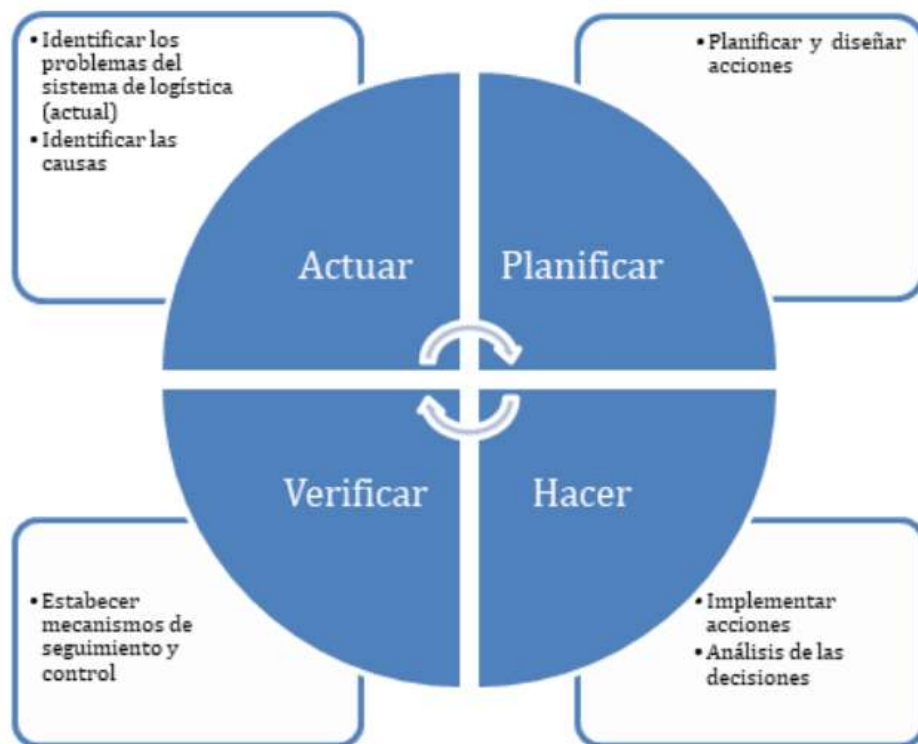 • Identificar los
problemas del
sistema de logística
(actual)
• Identificar las
causas
• Planificar y diseñar
acciones
Actuar
Planificar
Verificar
Hacer
• Estabecer
mecanismos de
seguimiento y
control
• Implementar
acciones
• Análisis de las
decisiones